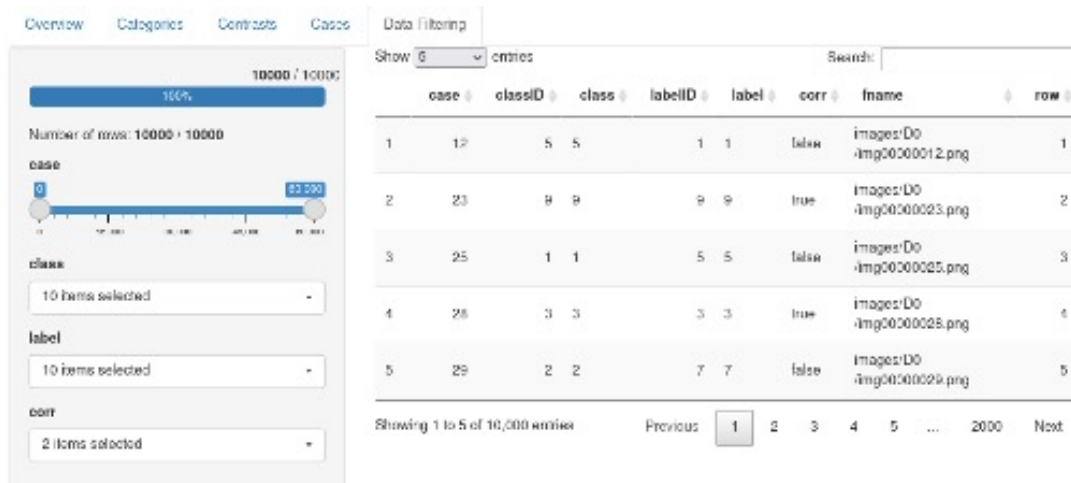 Overview Categories Contrasts Cases Data Filtering
10000 / 10000
100%
Number of rows: 10000 / 10000
case
0 60 000
0
class
10 items selected
label
10 items selected
corr
2 items selected
Show 5 entries Search:
case classID class labelID label corr fname row
1 12 5 5 1 1 false images/D0 1
/img00000012.png
2 23 9 9 9 9 true images/D0 2
/img00000023.png
3 25 1 1 5 5 false images/D0 3
/img00000025.png
4 28 3 3 3 3 true images/D0 4
/img00000028.png
5 29 2 2 7 7 false images/D0 5
/img00000029.png
Showing 1 to 5 of 10,000 entries Previous 1 2 3 4 5 ... 2000 Next